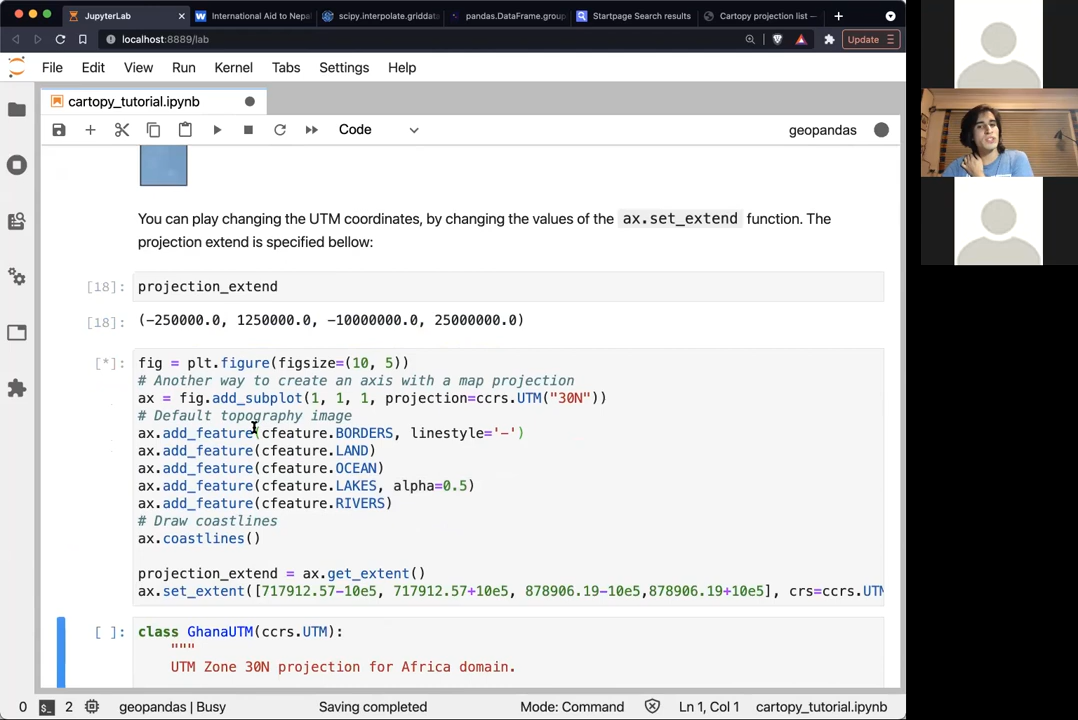 JupyterLab
International Aid to Nepal
scipy.interpolate.griddata
pandas.DataFrame.group
Startpage Search results
Cartopy projection list —
localhost:8889/lab
Update
File Edit View Run Kernel Tabs Settings Help
cartopy_tutorial.ipynb
Code
geopandas
You can play changing the UTM coordinates, by changing the values of the ax.set_extend function. The
projection extend is specified bellow:
[18]: projection_extend
[18]: (-250000.0, 1250000.0, -10000000.0, 25000000.0)
[*]: fig = plt.figure(figsize=(10, 5))
# Another way to create an axis with a map projection
ax = fig.add_subplot(1, 1, 1, projection=ccrs.UTM("30N"))
# Default topography image
ax.add_feature(cfeature.BORDERS, linestyle='-')
ax.add_feature(cfeature.LAND)
ax.add_feature(cfeature.OCEAN)
ax.add_feature(cfeature.LAKES, alpha=0.5)
ax.add_feature(cfeature.RIVERS)
# Draw coastlines
ax.coastlines()
projection_extend = ax.get_extent()
ax.set_extent([717912.57-10e5, 717912.57+10e5, 878906.19-10e5,878906.19+10e5], crs=ccrs.UTM
[ ]: class GhanaUTM(ccrs.UTM):
"""
UTM Zone 30N projection for Africa domain.
0 2 geopandas | Busy Saving completed Mode: Command Ln 1, Col 1 cartopy_tutorial.ipynb